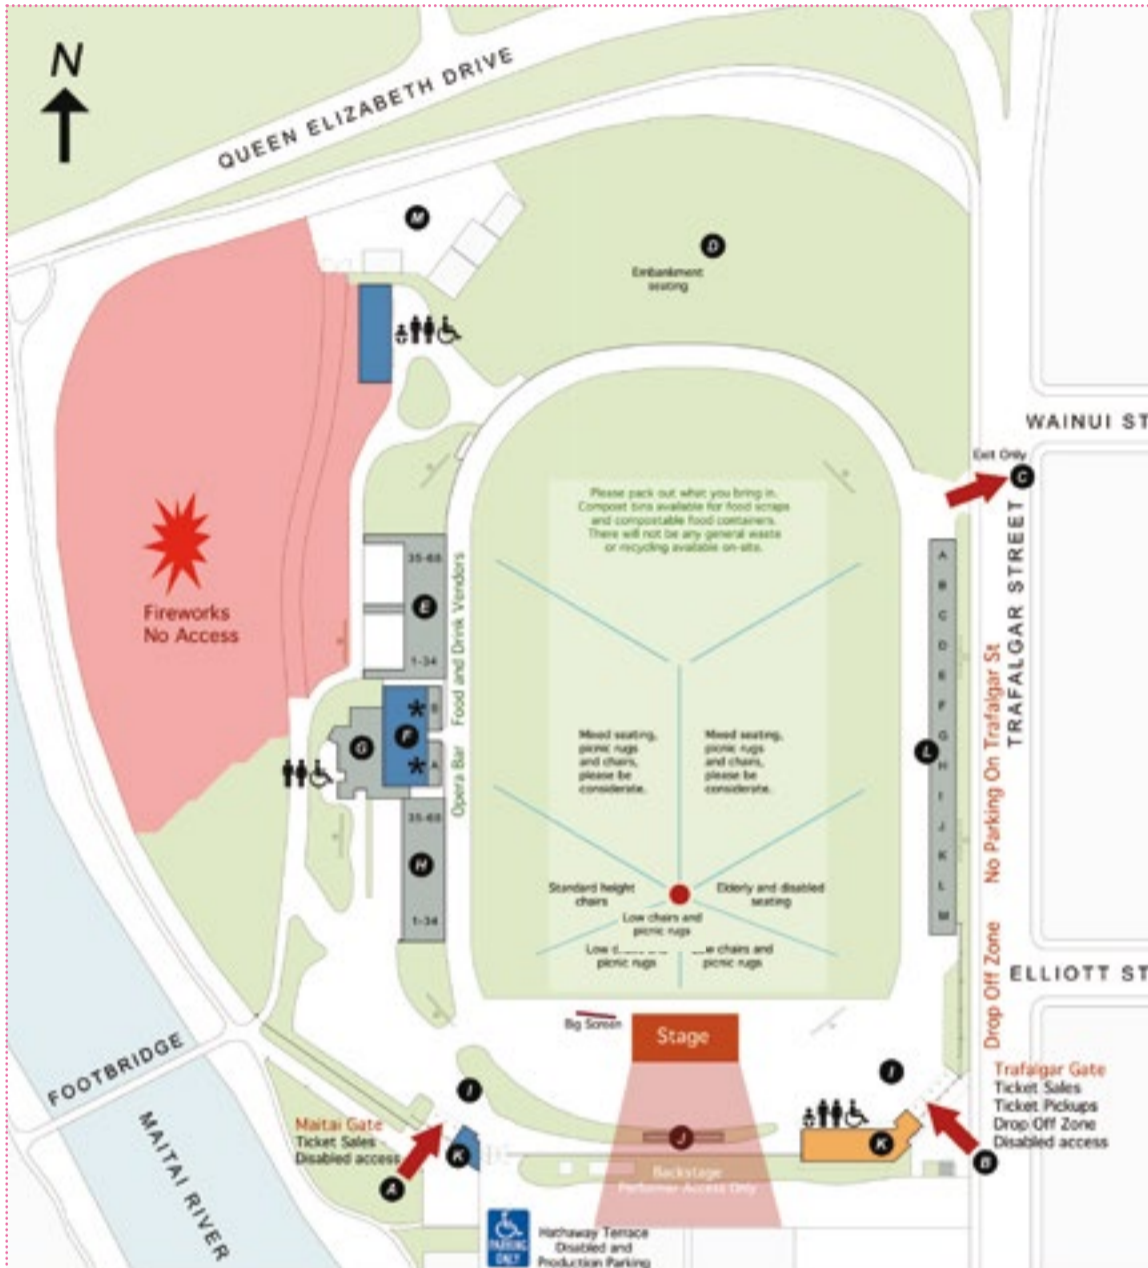 N
QUEEN ELIZABETH DRIVE
M
D
Embankment
seating
WAINUI ST
Exit Only
C
TRAFALGAR STREET
Please pack out what you bring in.
Compost bins available for food scraps
and compostable food containers.
There will not be any general waste
or recycling available on-site.
Fireworks
No Access
35-68
E
1-34
Food and Drink Vendors
A
B
C
D
E
F
G
H
I
J
K
L
M
L
No Parking On Trafalgar St
B
F
G
A
Opera Bar
Mixed seating,
picnic rugs
and chairs,
please be
considerate.
Mixed seating,
picnic rugs
and chairs,
please be
considerate.
35-68
H
1-34
Standard height
chairs
Elderly and disabled
seating
Low chairs and
picnic rugs
Low
picnic rugs
chairs and
picnic rugs
Drop Off Zone
ELLIOTT ST
Big Screen
Stage
FOOTBRIDGE
MAITAI RIVER
I
I
Maitai Gate
Ticket Sales
Disabled access
K
A
J
K
B
Trafalgar Gate
Ticket Sales
Ticket Pickups
Drop Off Zone
Disabled access
Backstage
Performer Access Only
PARKING
ONLY
Hathaway Terrace
Disabled and
Production Parking